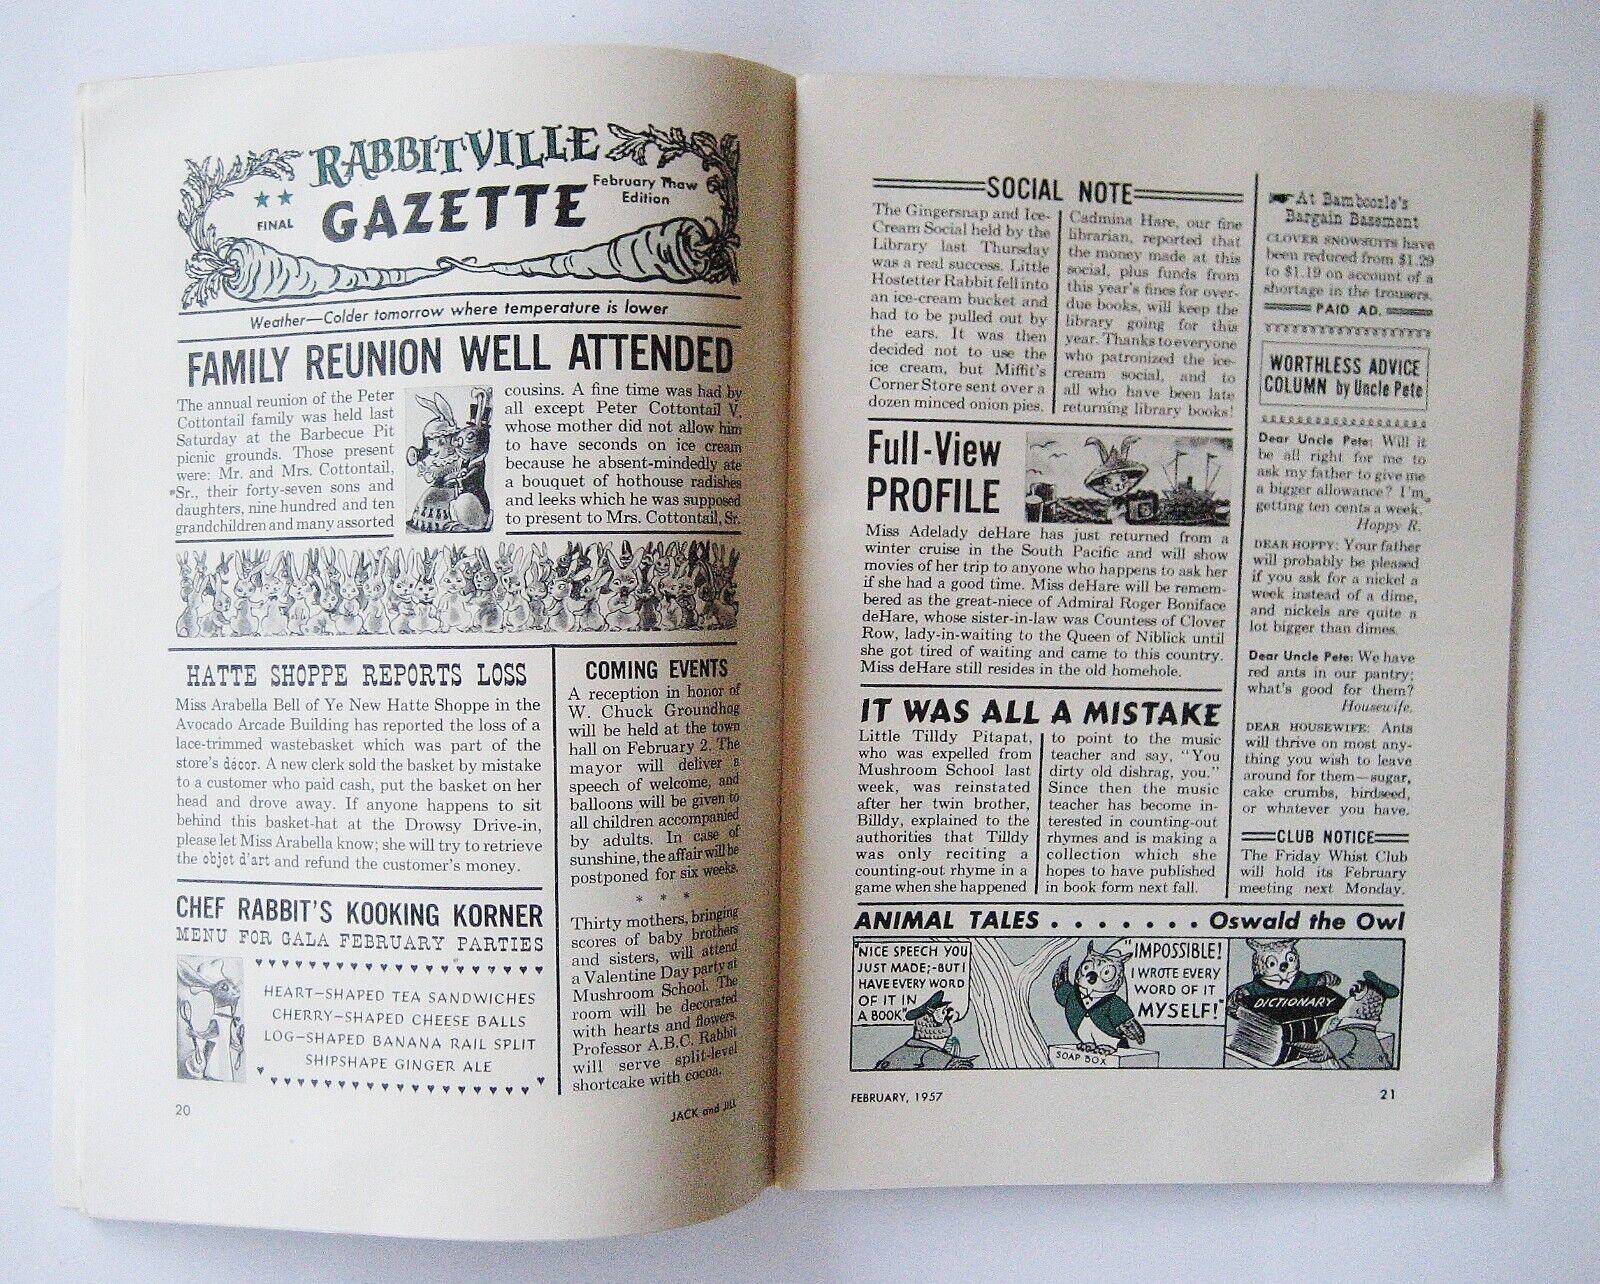 RABBITVILLE
GAZETTE
★ ★
FINAL
February Thaw
Edition
Weather—Colder tomorrow where temperature is lower
FAMILY REUNION WELL ATTENDED
The annual reunion of the Peter
Cottontail family was held last
Saturday at the Barbecue Pit
picnic grounds. Those present
were: Mr. and Mrs. Cottontail,
Sr., their forty-seven sons and
daughters, nine hundred and ten
grandchildren and many assorted
cousins. A fine time was had by
all except Peter Cottontail V.
whose mother did not allow him
to have seconds on ice cream
because he absent-mindedly ate
a bouquet of hothouse radishes
and leeks which he was supposed
to present to Mrs. Cottontail, Sr.
HATTE SHOPPE REPORTS LOSS
Miss Arabella Bell of Ye New Hatte Shoppe in the
Avocado Arcade Building has reported the loss of a
lace-trimmed wastebasket which was part of the
store's décor. A new clerk sold the basket by mistake
to a customer who paid cash, put the basket on her
head and drove away. If anyone happens to sit
behind this basket-hat at the Drowsy Drive-in,
please let Miss Arabella know; she will try to retrieve
the objet d'art and refund the customer's money.
CHEF RABBIT'S KOOKING KORNER
MENU FOR GALA FEBRUARY PARTIES
HEART-SHAPED TEA SANDWICHES
CHERRY-SHAPED CHEESE BALLS
LOG-SHAPED BANANA RAIL SPLIT
SHIPSHAPE GINGER ALE
COMING EVENTS
A reception in honor of
W. Chuck Groundhog
will be held at the town
hall on February 2. The
mayor will deliver a
speech of welcome, and
balloons will be given to
all children accompanied
by adults. In case of
sunshine, the affair will be
postponed for six weeks.
* * *
Thirty mothers, bringing
scores of baby brothers
and sisters, will attend
a Valentine Day party at
Mushroom School. The
room will be decorated
with hearts and flowers.
Professor A.B.C. Rabbit
will serve split-level
shortcake with cocoa.
20
JACK and JILL
SOCIAL NOTE
The Gingersnap and Ice-
Cream Social held by the
Library last Thursday
was a real success. Little
Hostetter Rabbit fell into
an ice-cream bucket and
had to be pulled out by
the ears. It was then
decided not to use the
ice cream, but Miffit's
Corner Store sent over a
dozen minced onion pies.
Cadmina Hare, our fine
librarian, reported that
the money made at this
social, plus funds from
this year's fines for over-
due books, will keep the
library going for this
year. Thanks to everyone
who patronized the ice-
cream social, and to
all who have been late
returning library books!
Full-View
PROFILE
Miss Adelady deHare has just returned from a
winter cruise in the South Pacific and will show
movies of her trip to anyone who happens to ask her
if she had a good time. Miss deHare will be remem-
bered as the great-niece of Admiral Roger Boniface
deHare, whose sister-in-law was Countess of Clover
Row, lady-in-waiting to the Queen of Niblick until
she got tired of waiting and came to this country.
Miss deHare still resides in the old homehole.
IT WAS ALL A MISTAKE
Little Tilldy Pitapat,
who was expelled from
Mushroom School last
week, was reinstated
after her twin brother,
Billdy, explained to the
authorities that Tilldy
was only reciting a
counting-out rhyme in a
game when she happened
to point to the music
teacher and say, "You
dirty old dishrag, you."
Since then the music
teacher has become in-
terested in counting-out
rhymes and is making a
collection which she
hopes to have published
in book form next fall.
At Bamboozle's
Bargain Basement
CLOVER SNOWSUITS have
been reduced from $1.29
to $1.19 on account of a
shortage in the trousers.
PAID AD.
WORTHLESS ADVICE
COLUMN by Uncle Pete
Dear Uncle Pete: Will it
be all right for me to
ask my father to give me
a bigger allowance? I'm
getting ten cents a week.
Hoppy R.
DEAR HOPPY: Your father
will probably be pleased
if you ask for a nickel a
week instead of a dime,
and nickels are quite a
lot bigger than dimes.
Dear Uncle Pete: We have
red ants in our pantry;
what's good for them?
Housewife.
DEAR HOUSEWIFE: Ants
will thrive on most any-
thing you wish to leave
around for them—sugar,
cake crumbs, birdseed,
or whatever you have.
CLUB NOTICE
The Friday Whist Club
will hold its February
meeting next Monday.
ANIMAL TALES . . . . . . . Oswald the Owl
"NICE SPEECH YOU
JUST MADE;-BUT I
HAVE EVERY WORD
OF IT IN
A BOOK."
"IMPOSSIBLE!
I WROTE EVERY
WORD OF IT
MYSELF!"
SOAP BOX
DICTIONARY
FEBRUARY, 1957
21